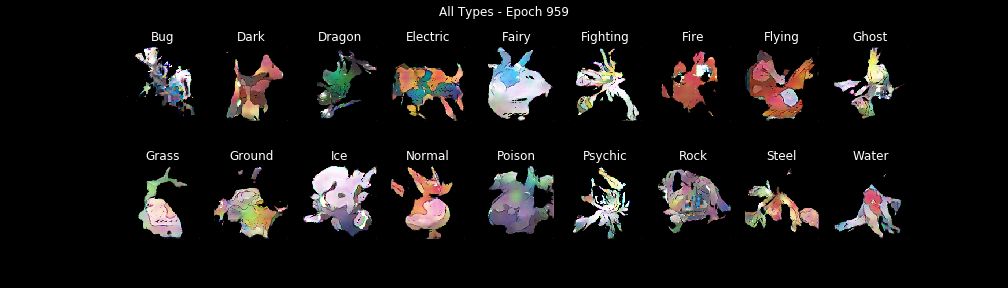 All Types - Epoch 959
Bug Dark Dragon Electric Fairy Fighting Fire Flying Ghost
Grass Ground Ice Normal Poison Psychic Rock Steel Water